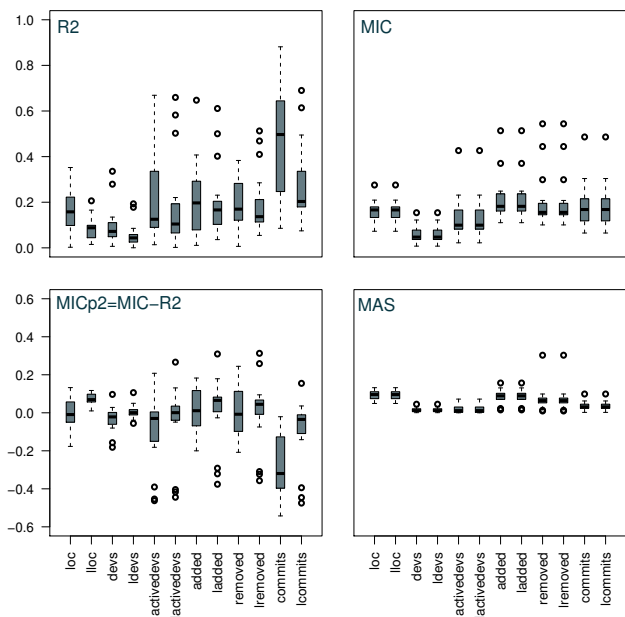 R2
MIC
1.0
0.8
0.6
0.4
0.2
0.0
MICp2=MIC−R2
MAS
0.6
0.4
0.2
0.0
−0.2
−0.4
−0.6
loc
lloc
devs
ldevs
activedevs
lactivedevs
added
ladded
removed
lremoved
commits
lcommits
loc
lloc
devs
ldevs
activedevs
lactivedevs
added
ladded
removed
lremoved
commits
lcommits